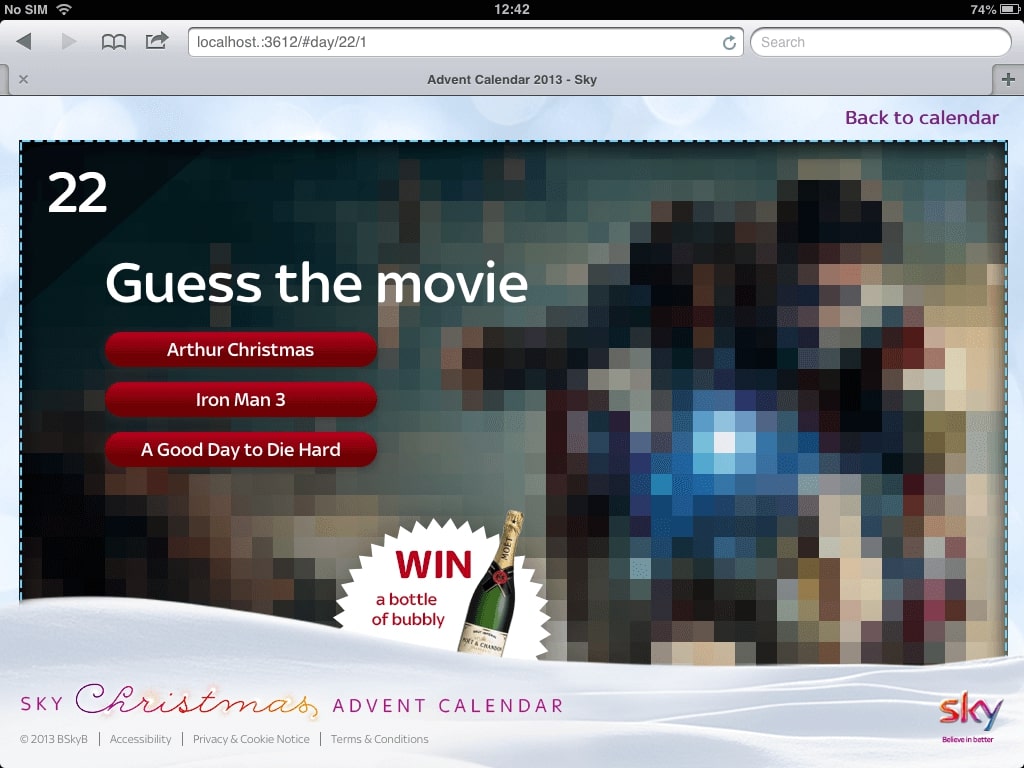 No SIM 12:42 74%
localhost.:3612/#day/22/1 Search
Advent Calendar 2013 - Sky
Back to calendar
22
Guess the movie
Arthur Christmas
Iron Man 3
A Good Day to Die Hard
WIN
a bottle
of bubbly
MOËT
MOËT & CHANDON
SKY Christmas ADVENT CALENDAR
sky
Believe in better
© 2013 BSkyB | Accessibility | Privacy & Cookie Notice | Terms & Conditions